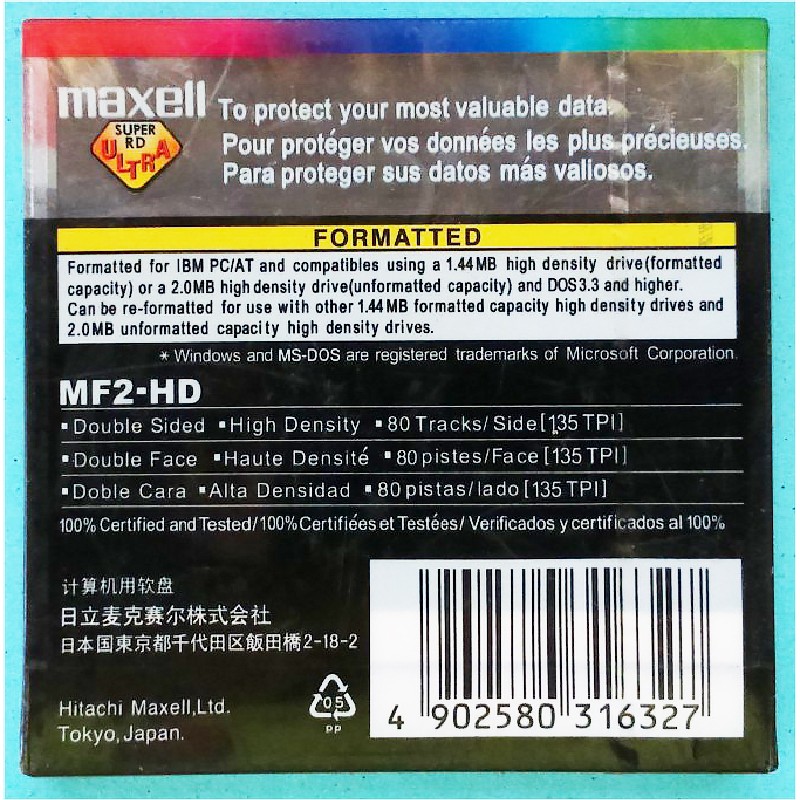 maxell
SUPER
RD
ULTRA
To protect your most valuable data.
Pour protéger vos données les plus précieuses.
Para proteger sus datos más valiosos.
FORMATTED
Formatted for IBM PC/AT and compatibles using a 1.44MB high density drive(formatted
capacity) or a 2.0MB high density drive(unformatted capacity) and DOS3.3 and higher.
Can be re-formatted for use with other 1.44MB formatted capacity high density drives and
2.0MB unformatted capacity high density drives.
* Windows and MS-DOS are registered trademarks of Microsoft Corporation.
MF2-HD
▪Double Sided ▪High Density ▪80 Tracks/Side[135 TPI]
▪Double Face ▪Haute Densité ▪80 pistes/Face[135 TPI]
▪Doble Cara ▪Alta Densidad ▪80 pistas/lado[135 TPI]
100% Certified and Tested/100% Certifiées et Testées/ Verificados y certificados al 100%
计算机用软盘
日立麦克赛尔株式会社
日本国東京都千代田区飯田橋2-18-2
Hitachi Maxell,Ltd.
Tokyo,Japan.
05
PP
4 902580 316327